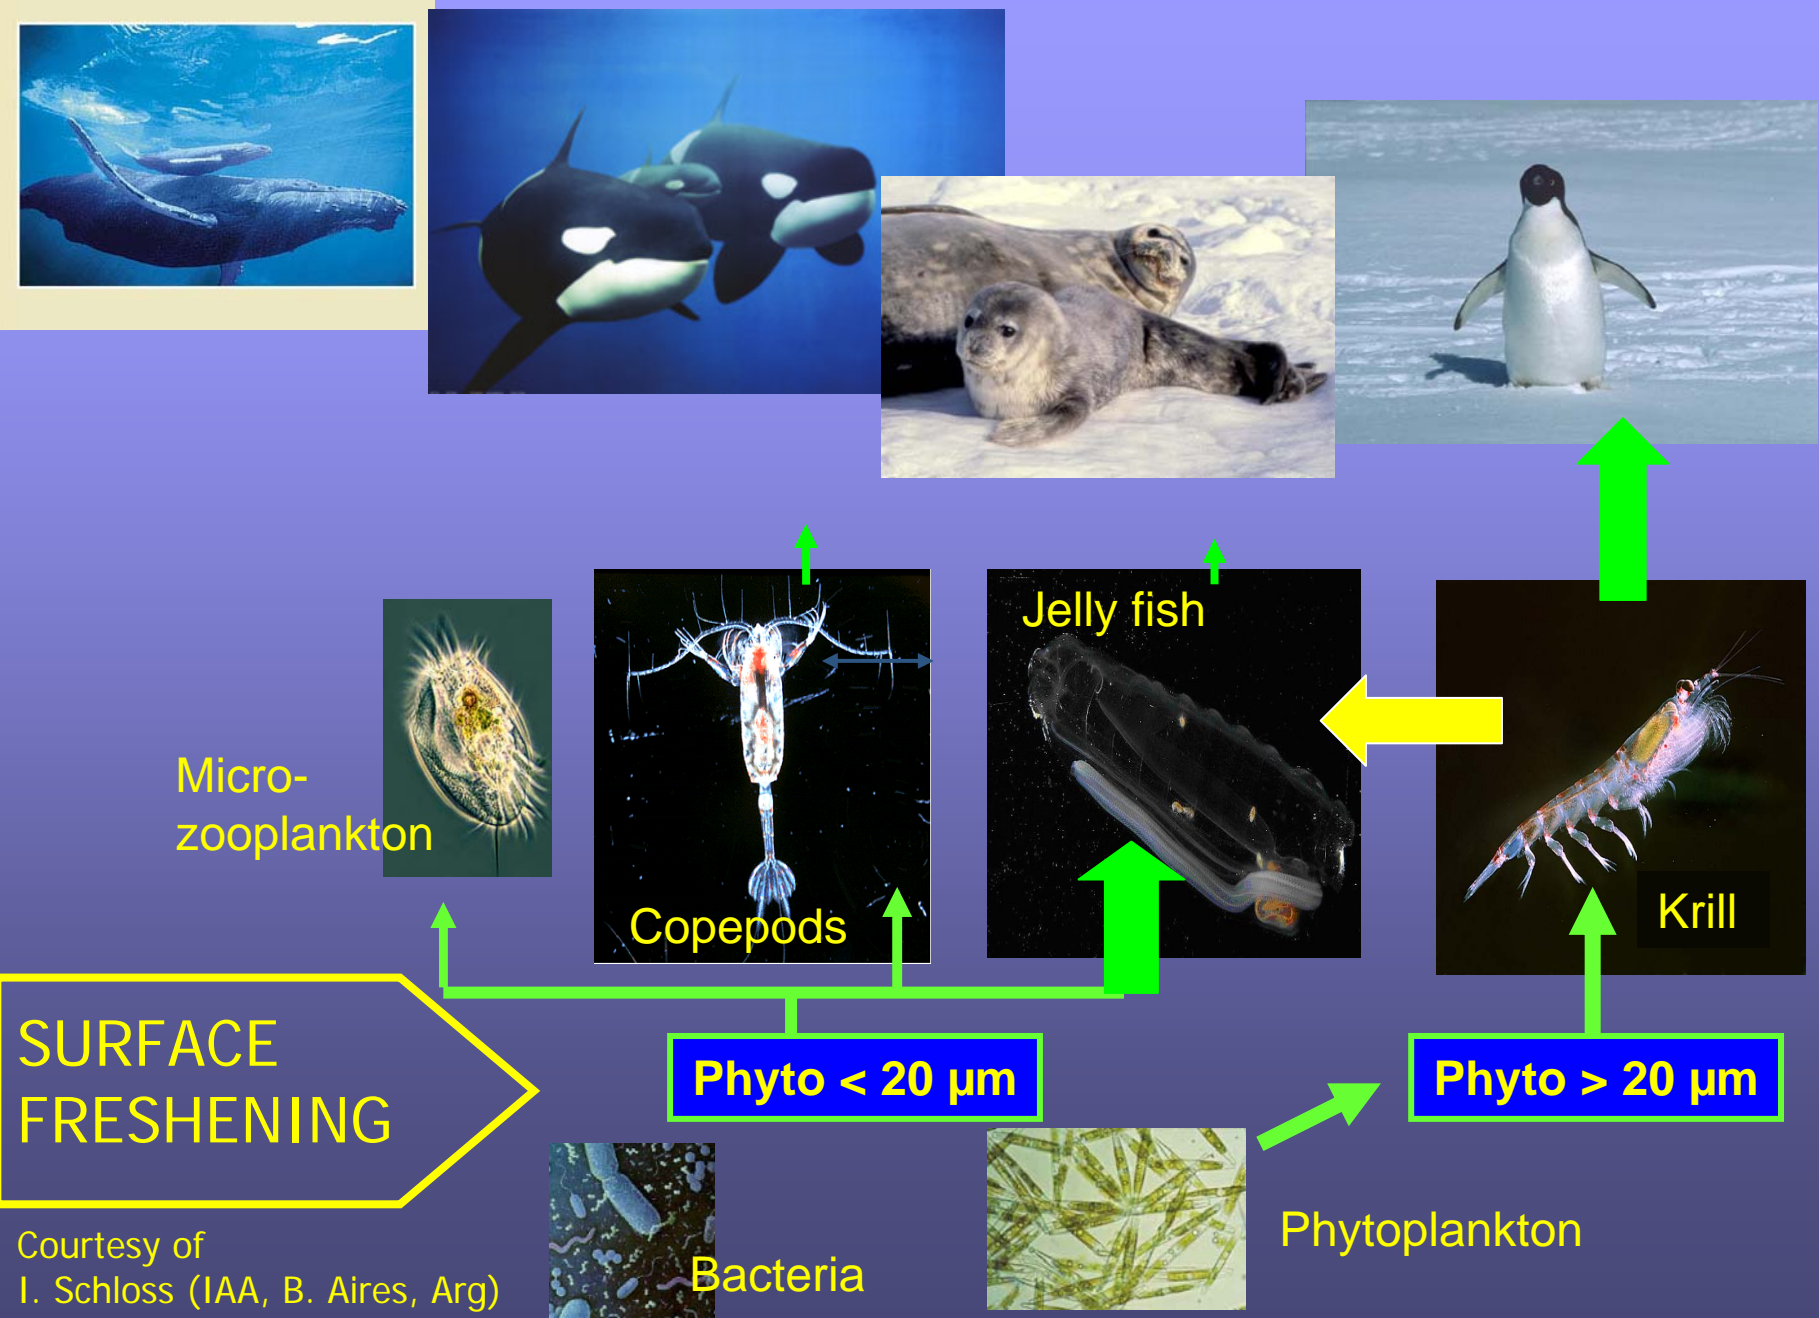 Jelly fish
Micro-
zooplankton
Copepods
Krill
SURFACE
FRESHENING
Phyto < 20 µm
Phyto > 20 µm
Phytoplankton
Bacteria
Courtesy of
I. Schloss (IAA, B. Aires, Arg)